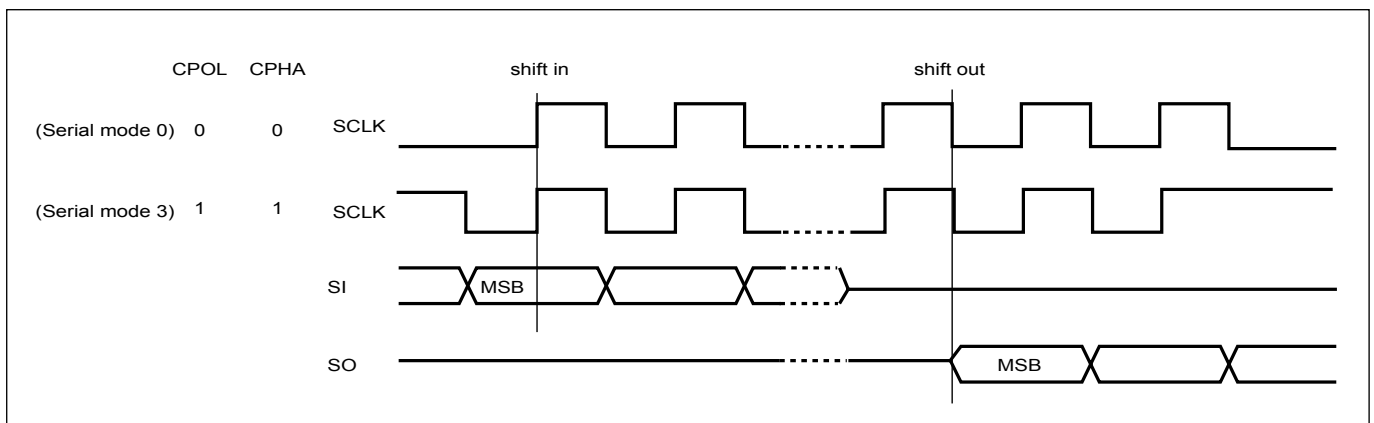 CPOL CPHA shift in shift out
(Serial mode 0) 0 0 SCLK
(Serial mode 3) 1 1 SCLK
SI MSB
SO MSB